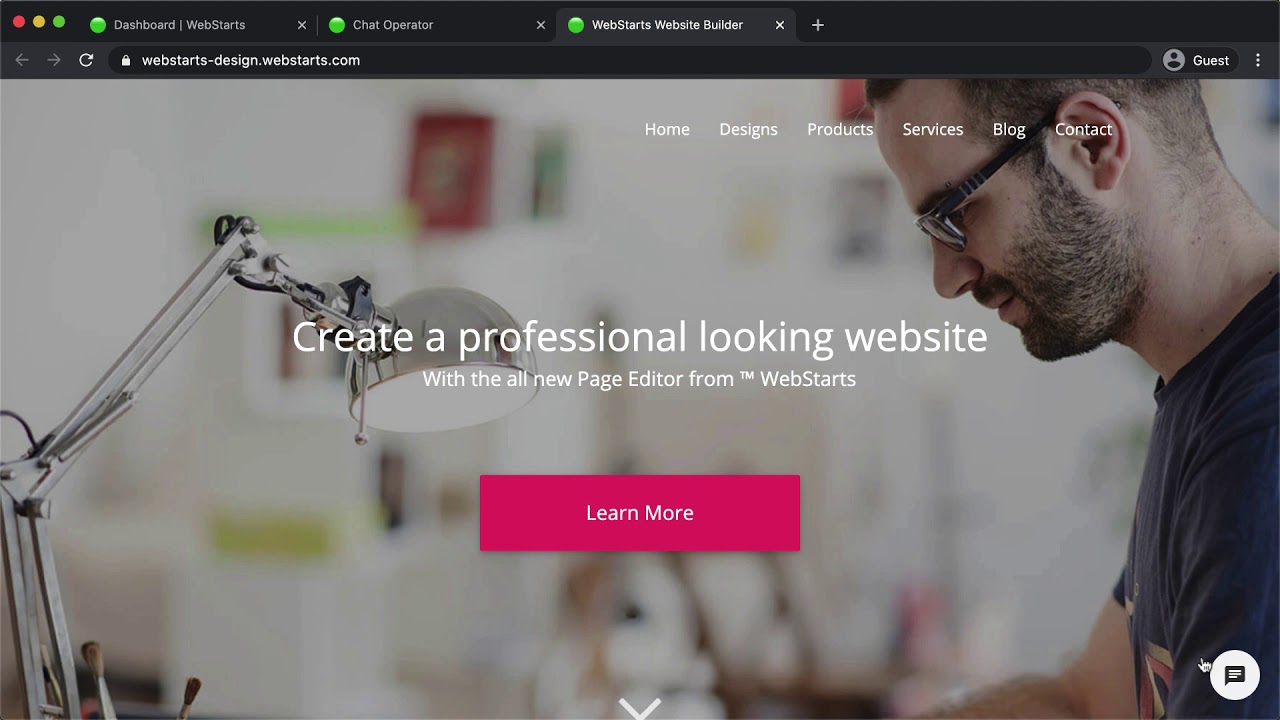 Dashboard | WebStarts
Chat Operator
WebStarts Website Builder
webstarts-design.webstarts.com
Guest
Home Designs Products Services Blog Contact
Create a professional looking website
With the all new Page Editor from ™ WebStarts
Learn More